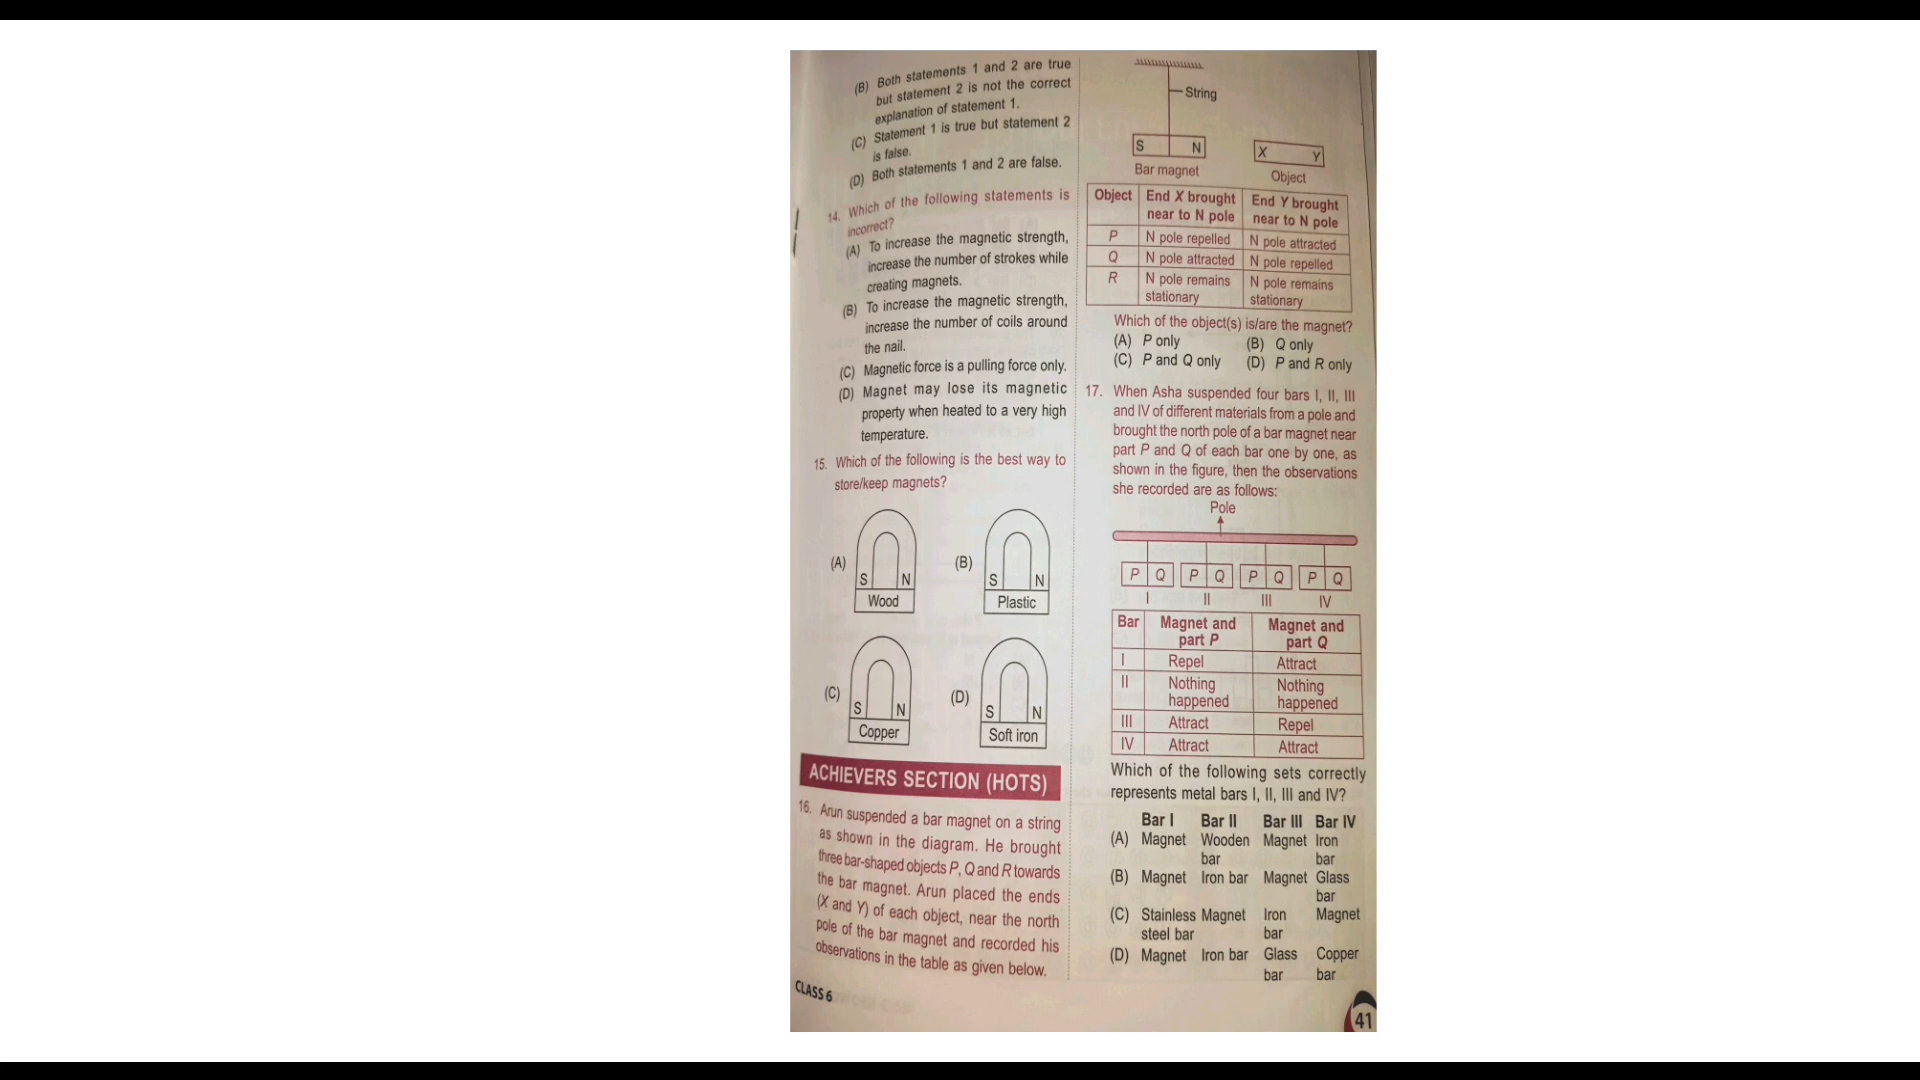 (B) Both statements 1 and 2 are true
but statement 2 is not the correct
explanation of statement 1.
(C) Statement 1 is true but statement 2
is false.
(D) Both statements 1 and 2 are false.
14. Which of the following statements is
incorrect?
(A) To increase the magnetic strength,
increase the number of strokes while
creating magnets.
(B) To increase the magnetic strength,
increase the number of coils around
the nail.
(C) Magnetic force is a pulling force only.
(D) Magnet may lose its magnetic
property when heated to a very high
temperature.
15. Which of the following is the best way to
store/keep magnets?
(A) S N Wood
(B) S N Plastic
(C) S N Copper
(D) S N Soft iron
ACHIEVERS SECTION (HOTS)
16. Arun suspended a bar magnet on a string
as shown in the diagram. He brought
three bar-shaped objects P, Q and R towards
the bar magnet. Arun placed the ends
(X and Y) of each object, near the north
pole of the bar magnet and recorded his
observations in the table as given below.
CLASS 6
String
S N X Y
Bar magnet Object
Object End X brought End Y brought
near to N pole near to N pole
P N pole repelled N pole attracted
Q N pole attracted N pole repelled
R N pole remains N pole remains
stationary stationary
Which of the object(s) is/are the magnet?
(A) P only (B) Q only
(C) P and Q only (D) P and R only
17. When Asha suspended four bars I, II, III
and IV of different materials from a pole and
brought the north pole of a bar magnet near
part P and Q of each bar one by one, as
shown in the figure, then the observations
she recorded are as follows:
Pole
P Q P Q P Q P Q
I II III IV
Bar Magnet and Magnet and
part P part Q
I Repel Attract
II Nothing Nothing
happened happened
III Attract Repel
IV Attract Attract
Which of the following sets correctly
represents metal bars I, II, III and IV?
Bar I Bar II Bar III Bar IV
(A) Magnet Wooden Magnet Iron
bar bar
(B) Magnet Iron bar Magnet Glass
bar
(C) Stainless Magnet Iron Magnet
steel bar bar
(D) Magnet Iron bar Glass Copper
bar bar
41